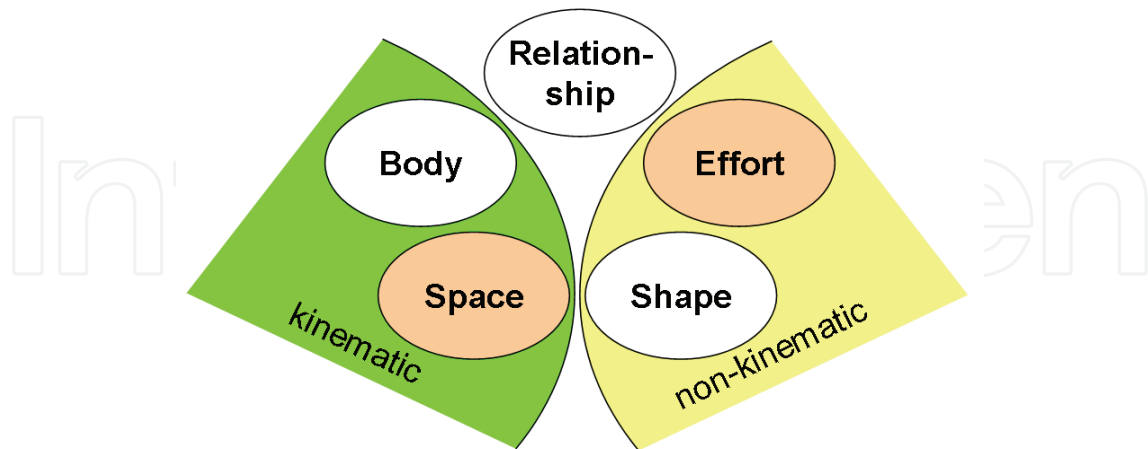 Relation-
ship
Body
Effort
Space
Shape
kinematic
non-kinematic